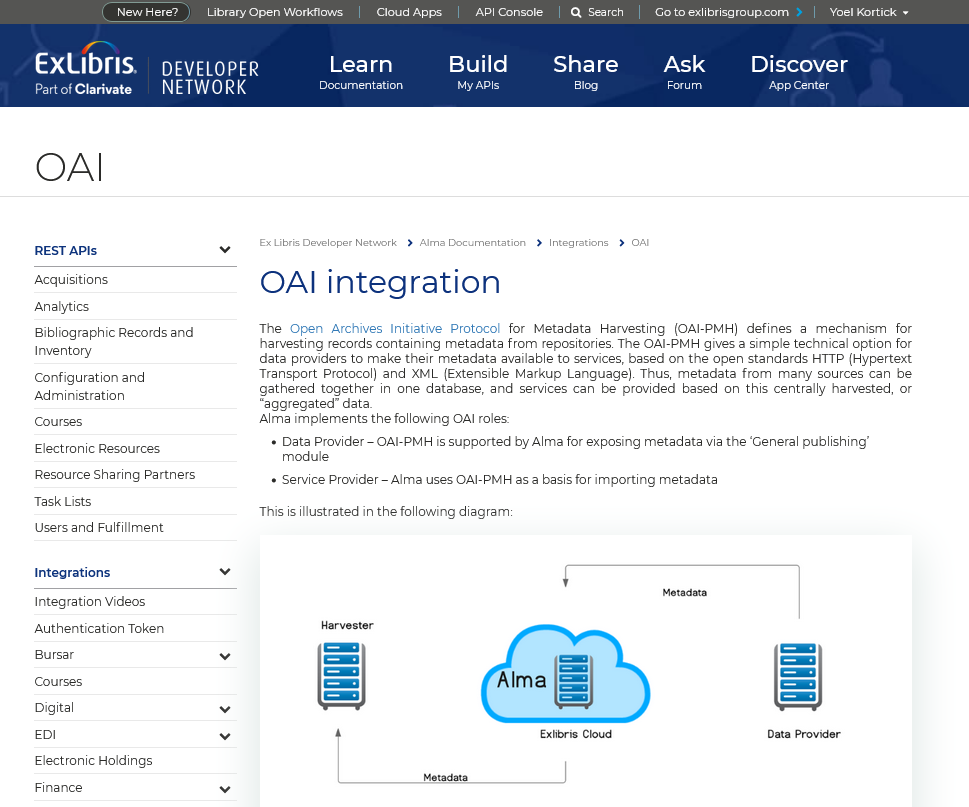 New Here?
Library Open Workflows
Cloud Apps
API Console
Search
Go to exlibrisgroup.com
Yoel Kortick
ExLibris
Part of Clarivate
DEVELOPER
NETWORK
Learn
Documentation
Build
My APIs
Share
Blog
Ask
Forum
Discover
App Center
OAI
REST APIs
Acquisitions
Analytics
Bibliographic Records and
Inventory
Configuration and
Administration
Courses
Electronic Resources
Resource Sharing Partners
Task Lists
Users and Fulfillment
Integrations
Integration Videos
Authentication Token
Bursar
Courses
Digital
EDI
Electronic Holdings
Finance
Ex Libris Developer Network
Alma Documentation
Integrations
OAI
OAI integration
The Open Archives Initiative Protocol for Metadata Harvesting (OAI-PMH) defines a mechanism for
harvesting records containing metadata from repositories. The OAI-PMH gives a simple technical option for
data providers to make their metadata available to services, based on the open standards HTTP (Hypertext
Transport Protocol) and XML (Extensible Markup Language). Thus, metadata from many sources can be
gathered together in one database, and services can be provided based on this centrally harvested, or
“aggregated” data.
Alma implements the following OAI roles:
• Data Provider – OAI-PMH is supported by Alma for exposing metadata via the ‘General publishing’
module
• Service Provider – Alma uses OAI-PMH as a basis for importing metadata
This is illustrated in the following diagram:
Metadata
Harvester
Alma
Exlibris Cloud
Data Provider
Metadata